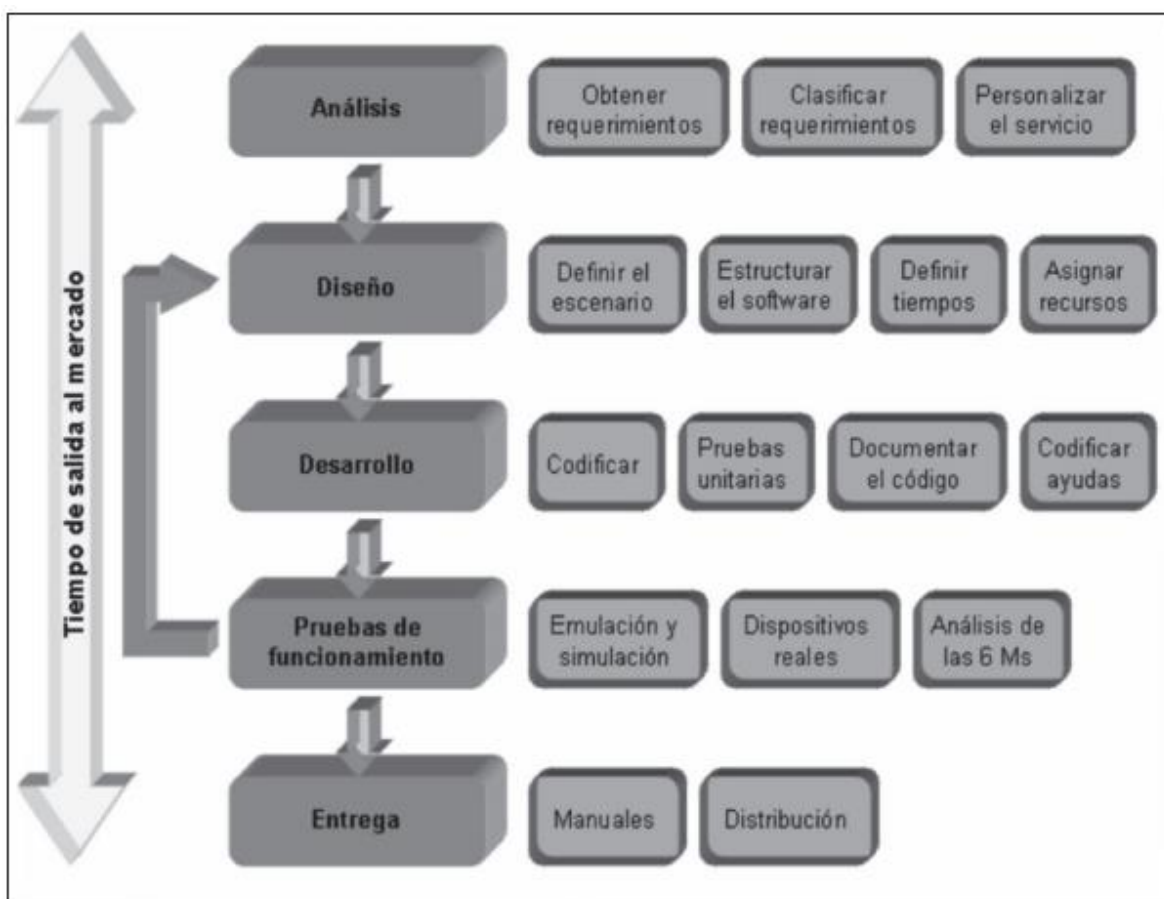 Tiempo de salida al mercado
Análisis
Obtener
requerimientos
Clasificar
requerimientos
Personalizar
el servicio
Diseño
Definir el
escenario
Estructurar
el software
Definir
tiempos
Asignar
recursos
Desarrollo
Codificar
Pruebas
unitarias
Documentar
el código
Codificar
ayudas
Pruebas de
funcionamiento
Emulación y
simulación
Dispositivos
reales
Análisis de
las 6 Ms
Entrega
Manuales
Distribución